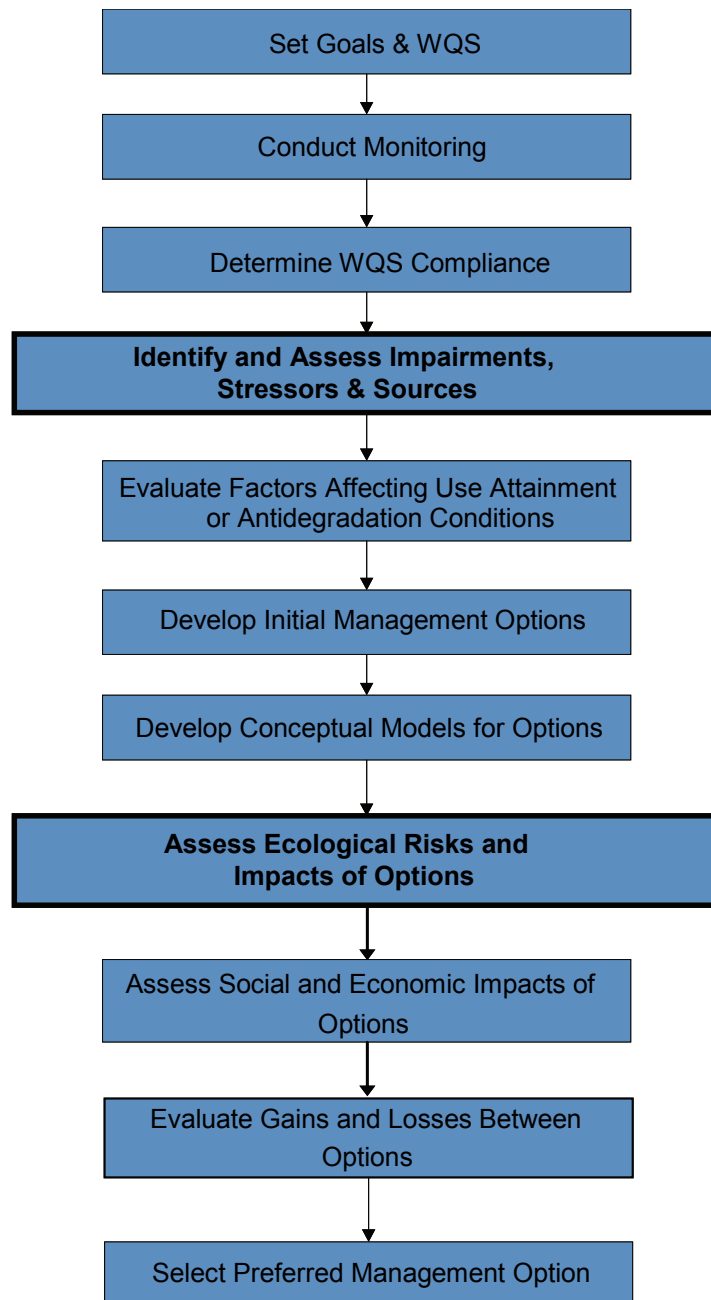 Set Goals & WQS
Conduct Monitoring
Determine WQS Compliance
Identify and Assess Impairments,
Stressors & Sources
Evaluate Factors Affecting Use Attainment
or Antidegradation Conditions
Develop Initial Management Options
Develop Conceptual Models for Options
Assess Ecological Risks and
Impacts of Options
Assess Social and Economic Impacts of
Options
Evaluate Gains and Losses Between
Options
Select Preferred Management Option